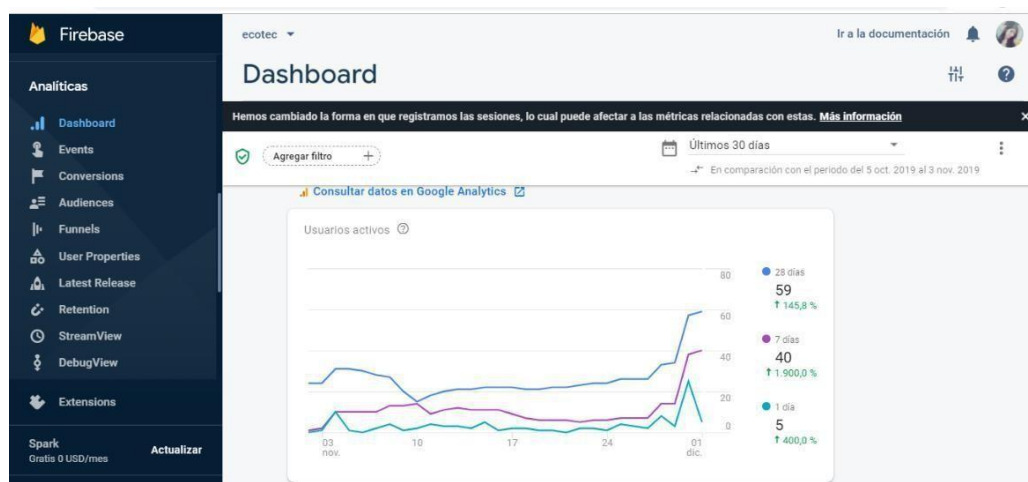 Firebase
Analíticas
Dashboard
Events
Conversions
Audiences
Funnels
User Properties
Latest Release
Retention
StreamView
DebugView
Extensions
Spark
Gratis 0 USD/mes
Actualizar
ecotec
Ir a la documentación
Dashboard
Hemos cambiado la forma en que registramos las sesiones, lo cual puede afectar a las métricas relacionadas con estas. Más información
Agregar filtro
Últimos 30 días
En comparación con el periodo del 5 oct. 2019 al 3 nov. 2019
Consultar datos en Google Analytics
Usuarios activos
80
60
40
20
0
03
nov.
10
17
24
01
dic.
28 días
59
145,8 %
7 días
40
1.900,0 %
1 día
5
400,0 %